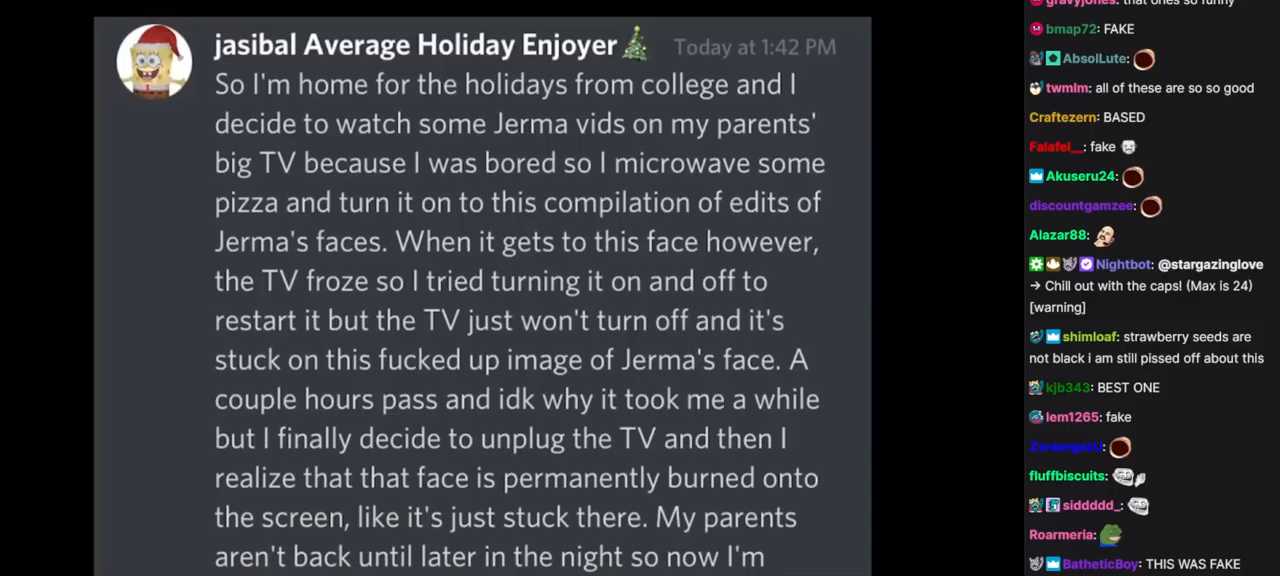 jasibal Average Holiday Enjoyer🎄 Today at 1:42 PM
So I'm home for the holidays from college and I
decide to watch some Jerma vids on my parents'
big TV because I was bored so I microwave some
pizza and turn it on to this compilation of edits of
Jerma's faces. When it gets to this face however,
the TV froze so I tried turning it on and off to
restart it but the TV just won't turn off and it's
stuck on this fucked up image of Jerma's face. A
couple hours pass and idk why it took me a while
but I finally decide to unplug the TV and then I
realize that that face is permanently burned onto
the screen, like it's just stuck there. My parents
aren't back until later in the night so now I'm
gravyjones: that ones so funny
bmap72: FAKE
AbsolLute:
twmlm: all of these are so so good
Craftezern: BASED
Falafel__: fake
Akuseru24:
discountgamzee:
Alazar88:
Nightbot: @stargazinglove
→ Chill out with the caps! (Max is 24)
[warning]
shimloaf: strawberry seeds are
not black i am still pissed off about this
kjb343: BEST ONE
lem1265: fake
fluffbiscuits:
siddddd_:
Roarmeria:
BatheticBoy: THIS WAS FAKE